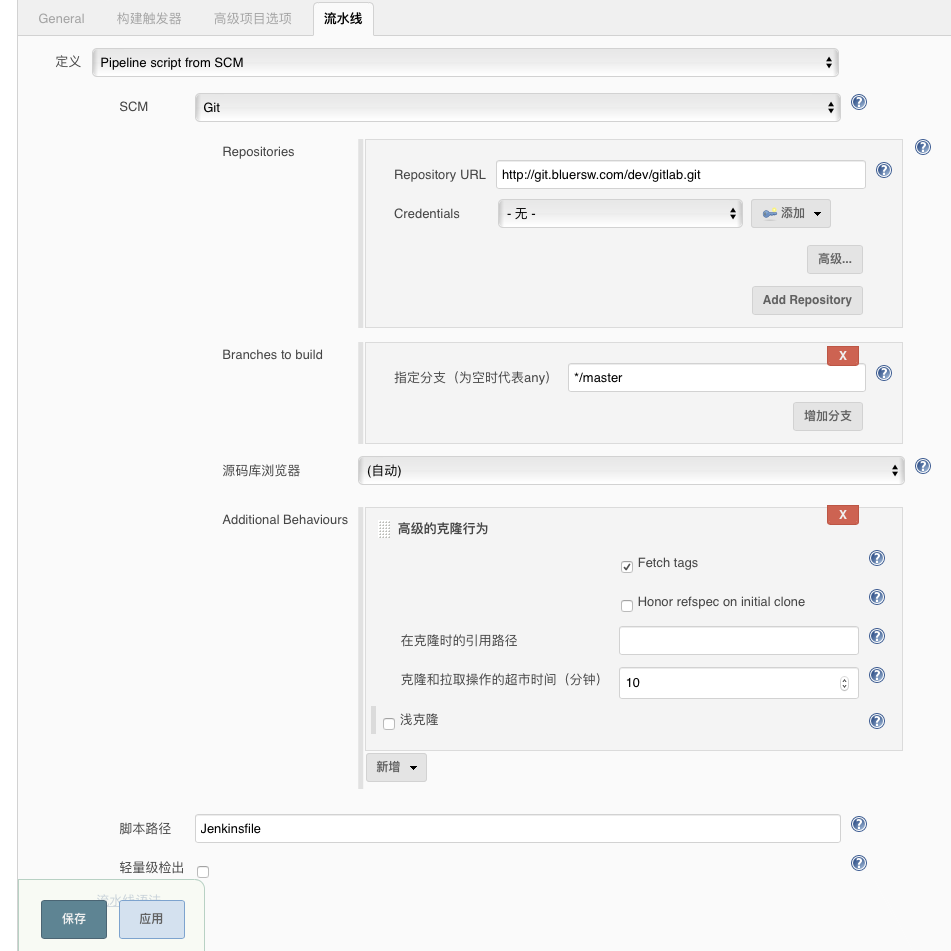 General 构建触发器 高级项目选项 流水线
定义 Pipeline script from SCM
SCM Git
Repositories
Repository URL http://git.bluersw.com/dev/gitlab.git
Credentials - 无 - 添加
高级...
Add Repository
Branches to build
X
指定分支（为空时代表any） */master
增加分支
源码库浏览器 (自动)
Additional Behaviours
X
高级的克隆行为
Fetch tags
Honor refspec on initial clone
在克隆时的引用路径
克隆和拉取操作的超市时间（分钟） 10
浅克隆
新增
脚本路径 Jenkinsfile
轻量级检出
流水线语法
保存 应用